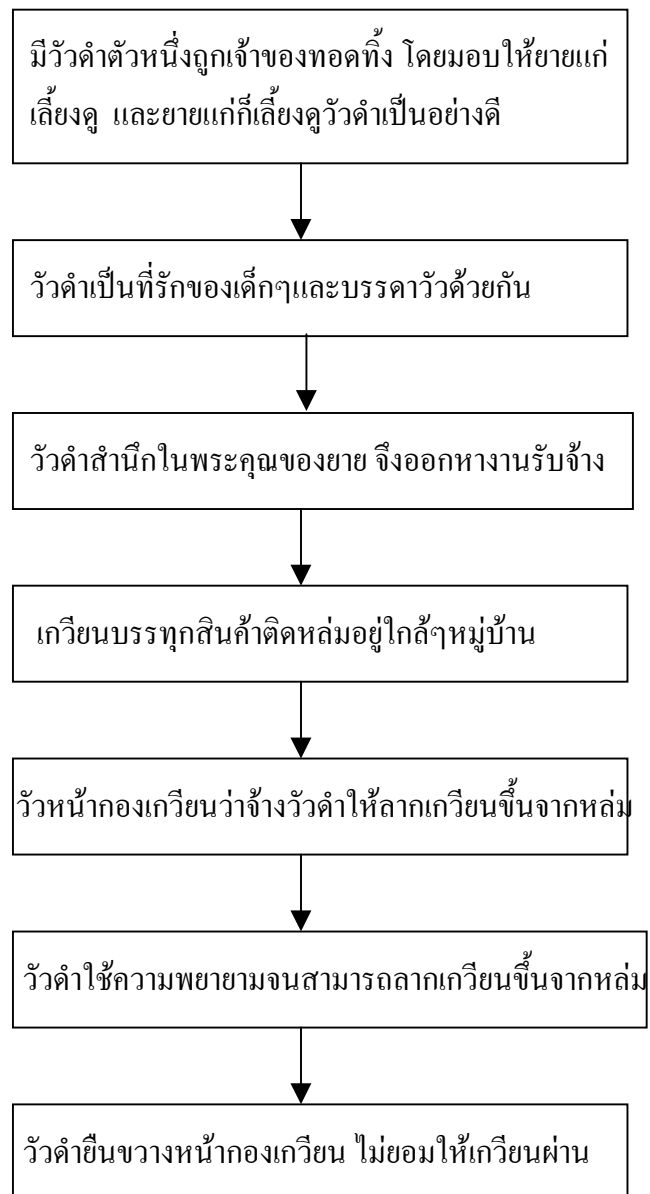 มีวัวดำตัวหนึ่งถูกเจ้าของทอดทิ้ง โดยมอบให้ยายแก่
เลี้ยงดู และยายแก่ก็เลี้ยงดูวัวดำเป็นอย่างดี
วัวดำเป็นที่รักของเด็กๆและบรรดาวัวด้วยกัน
วัวดำสำนึกในพระคุณของยาย จึงออกหางานรับจ้าง
เกวียนบรรทุกสินค้าติดหล่มอยู่ใกล้ๆหมู่บ้าน
วัวหน้ากองเกวียนว่าจ้างวัวดำให้ลากเกวียนขึ้นจากหล่ม
วัวดำใช้ความพยายามจนสามารถลากเกวียนขึ้นจากหล่ม
วัวดำยืนขวางหน้ากองเกวียน ไม่ยอมให้เกวียนผ่าน